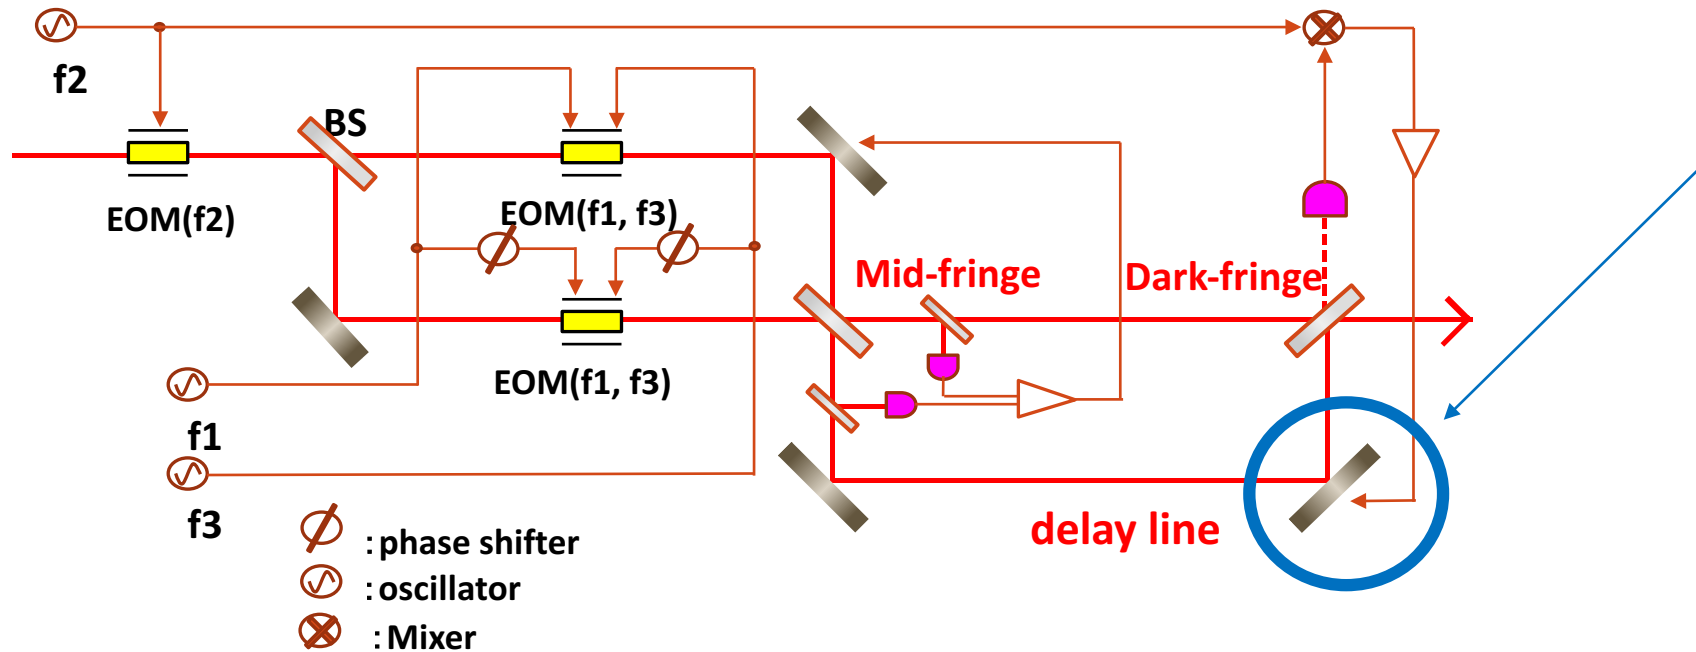 f2
BS
EOM(f2)
EOM(f1, f3)
Mid-fringe
Dark-fringe
EOM(f1, f3)
f1
f3
delay line
: phase shifter
: oscillator
: Mixer